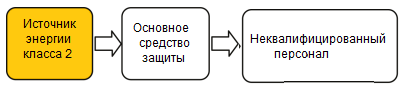 Источник
энергии
класса 2
Основное
средство
защиты
Неквалифицированный
персонал